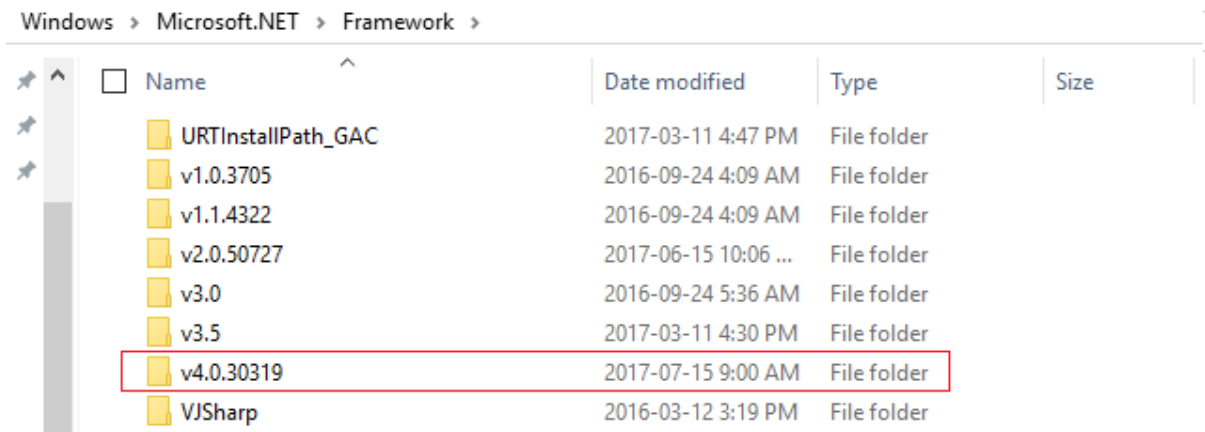 Windows > Microsoft.NET > Framework >
Name Date modified Type Size
URTInstallPath_GAC 2017-03-11 4:47 PM File folder
v1.0.3705 2016-09-24 4:09 AM File folder
v1.1.4322 2016-09-24 4:09 AM File folder
v2.0.50727 2017-06-15 10:06 ... File folder
v3.0 2016-09-24 5:36 AM File folder
v3.5 2017-03-11 4:30 PM File folder
v4.0.30319 2017-07-15 9:00 AM File folder
VJSharp 2016-03-12 3:19 PM File folder